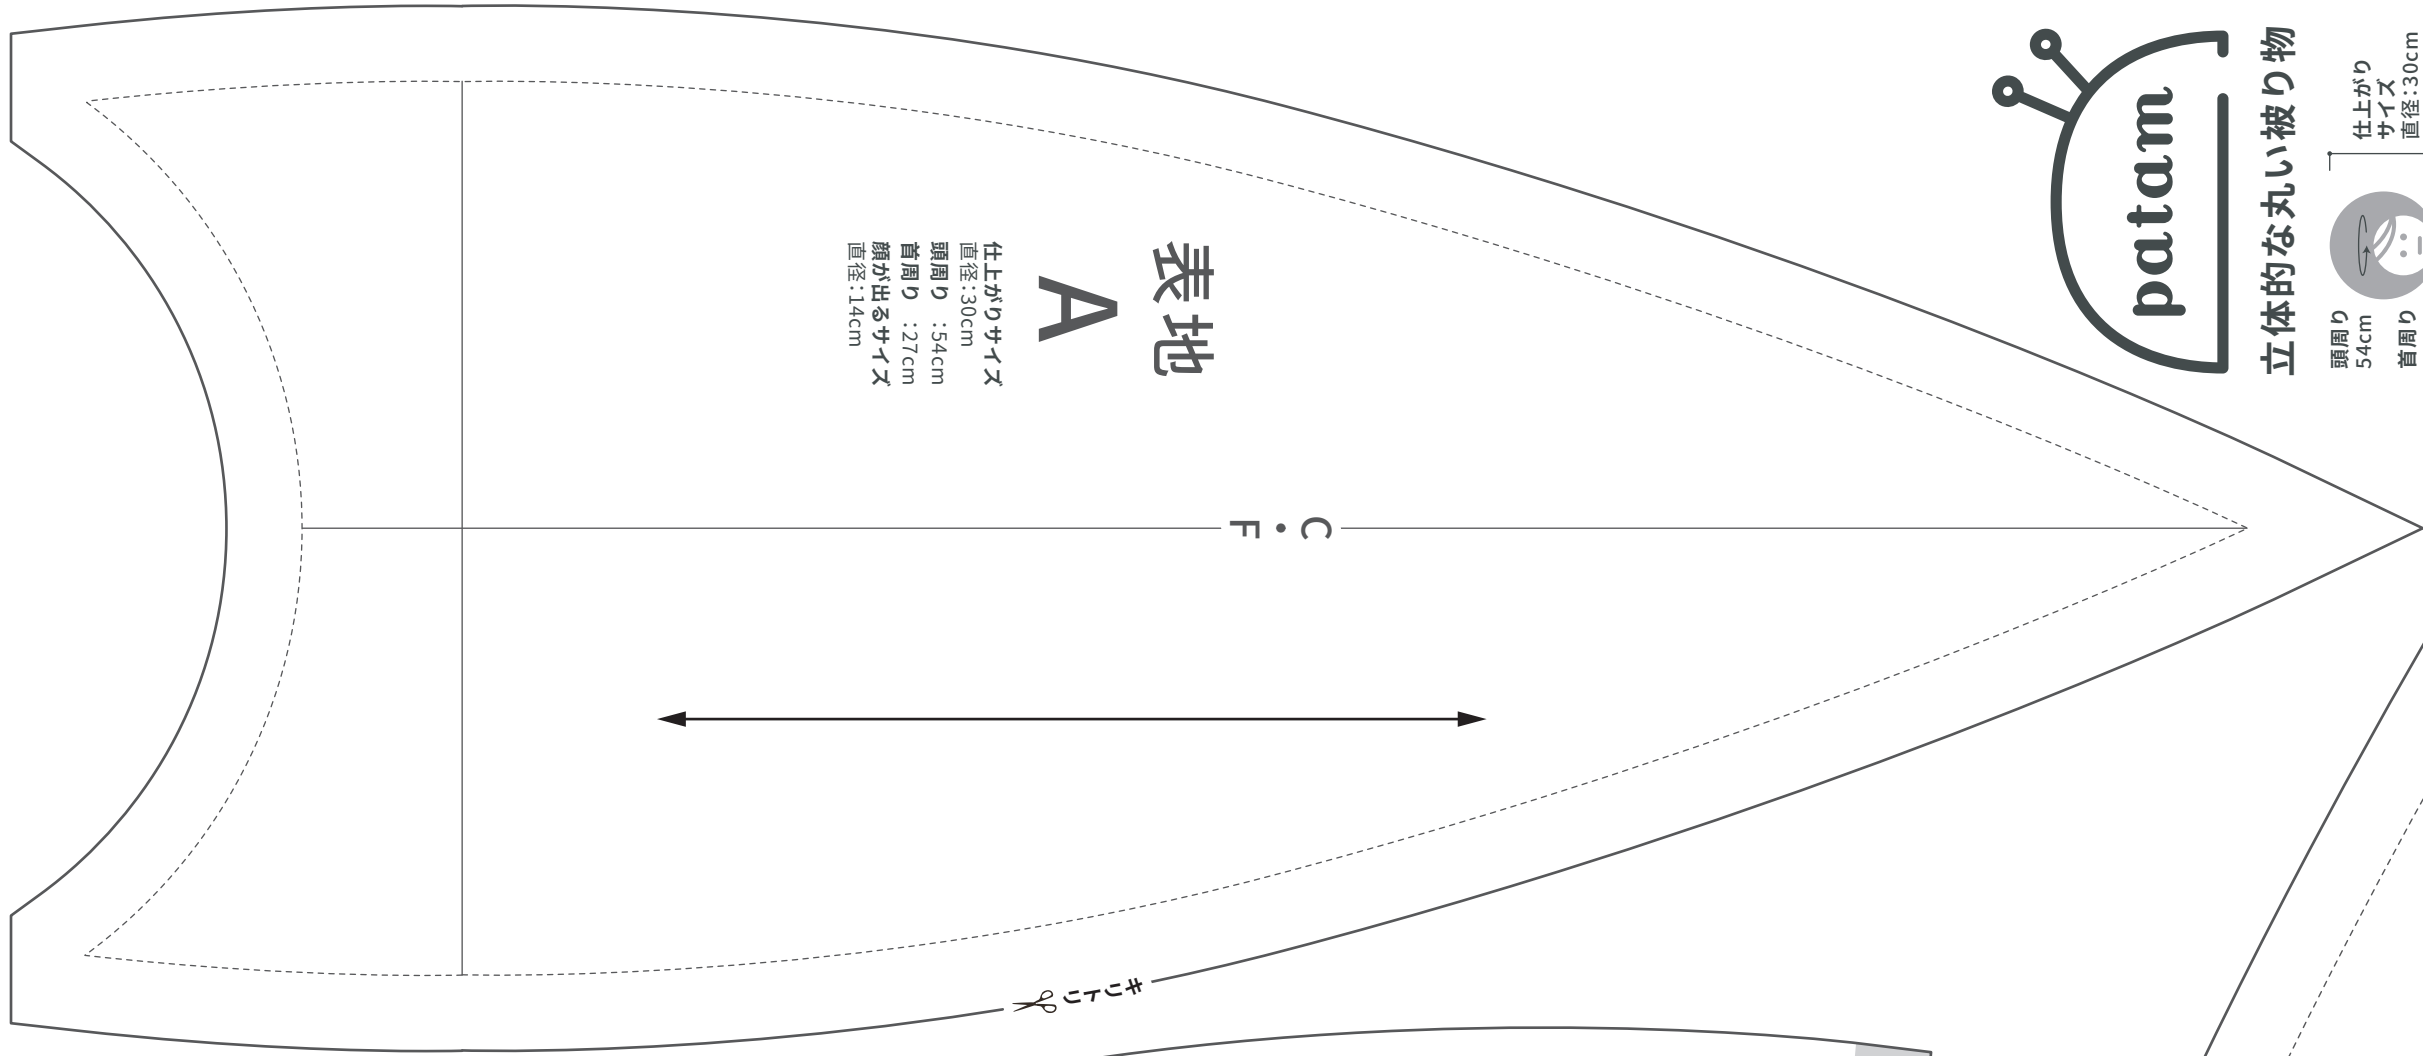 表地
A
仕上がりサイズ
直径:30cm
頭周り :54cm
首周り :27cm
顔が出るサイズ
直径:14cm
C・F
キリトリ
patam
立体的な丸い被り物
仕上がり
サイズ
直径:30cm
頭周り
54cm
首周り